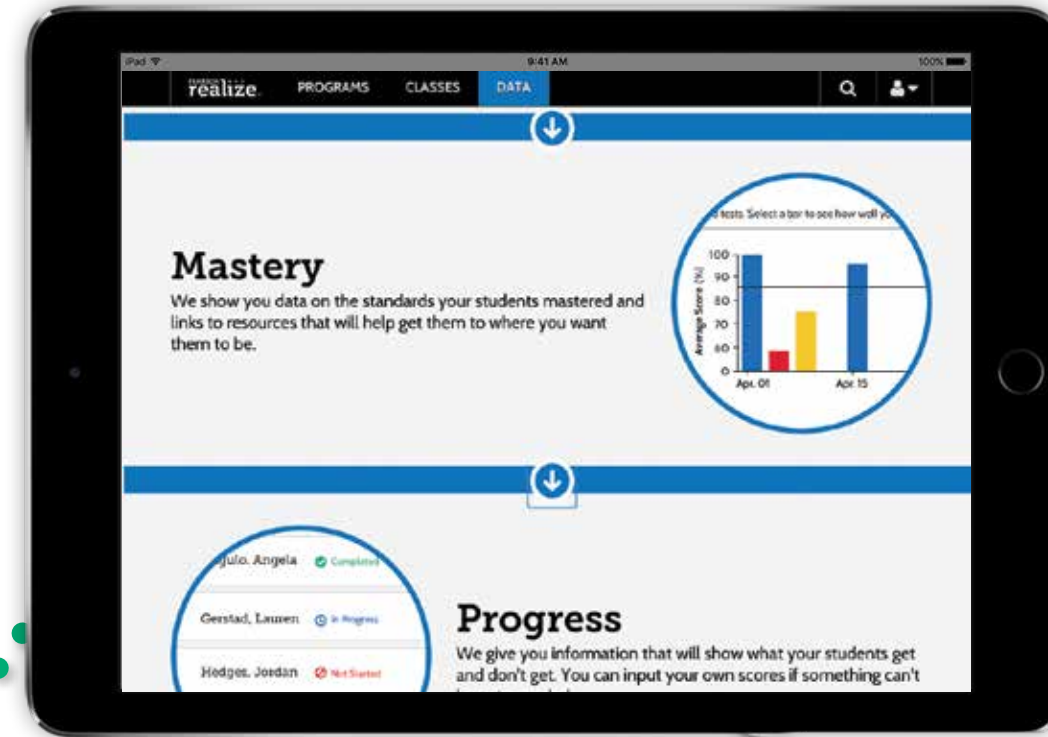 iPad
9:41 AM
100%
PEARSON
realize
PROGRAMS
CLASSES
DATA
Mastery
We show you data on the standards your students mastered and
links to resources that will help get them to where you want
them to be.
tests. Select a bar to see how well
Average Score (%)
100
90
80
70
60
0
Apr. 01
Apr. 15
Angela
Completed
Gerstad, Lauren
In Progress
Hedges, Jordan
Not Started
Progress
We give you information that will show what your students get
and don't get. You can input your own scores if something can't